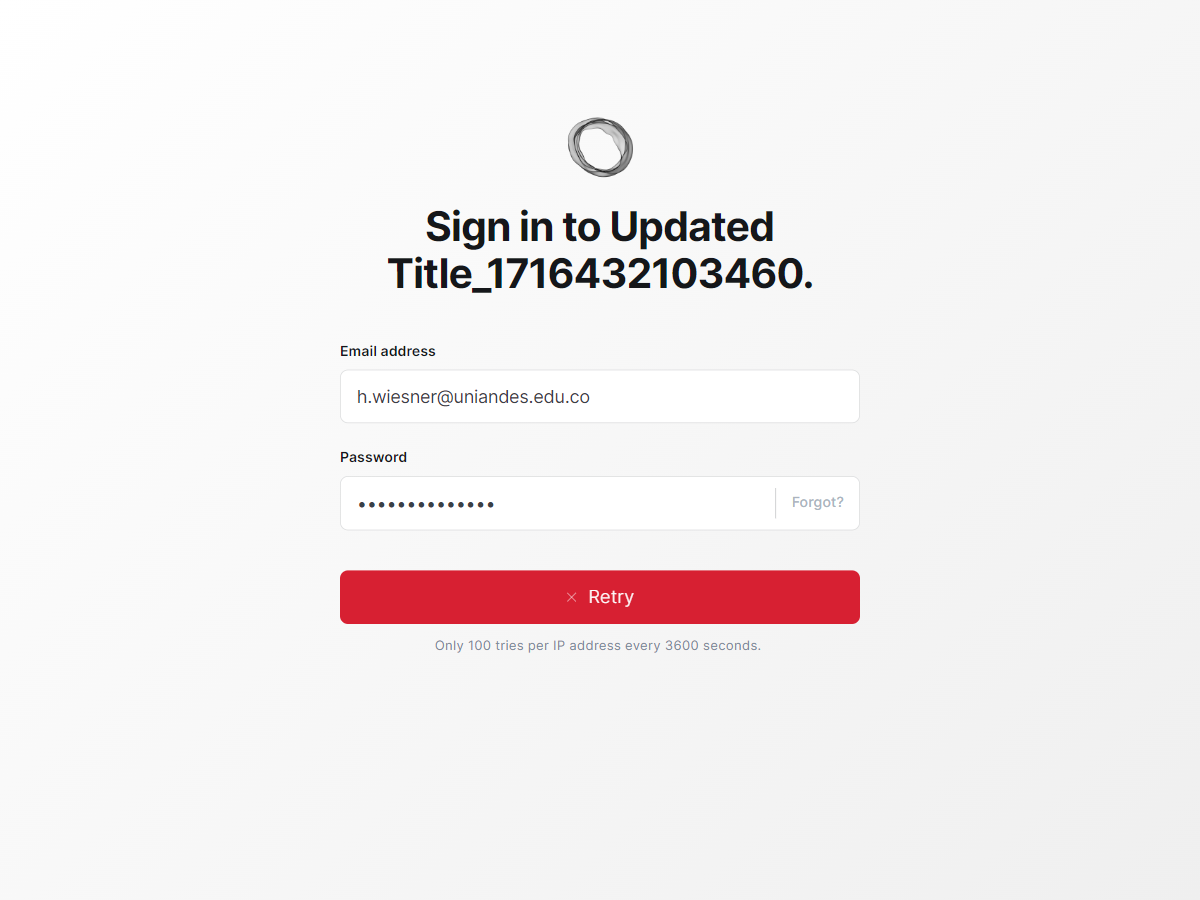 Sign in to Updated
Title_1716432103460.
Email address
h.wiesner@uniandes.edu.co
Password
••••••••••••••
Forgot?
Retry
Only 100 tries per IP address every 3600 seconds.